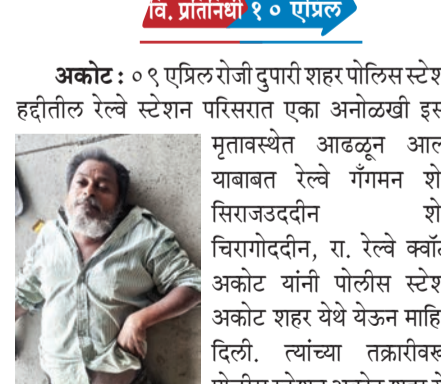 वि. प्रतिनिधी १० एप्रिल
अकोट : ०९ एप्रिल रोजी दुपारी शहर पोलिस स्टेश
हद्दीतील रेल्वे स्टेशन परिसरात एका अनोळखी इस
मृतावस्थेत आढळून आल
याबाबत रेल्वे गँगमन शे
सिराजउददीन शे
चिरागोददीन, रा. रेल्वे क्वॉ
अकोट यांनी पोलीस स्टेश
अकोट शहर येथे येऊन माहि
दिली. त्यांच्या तक्रारीवरू